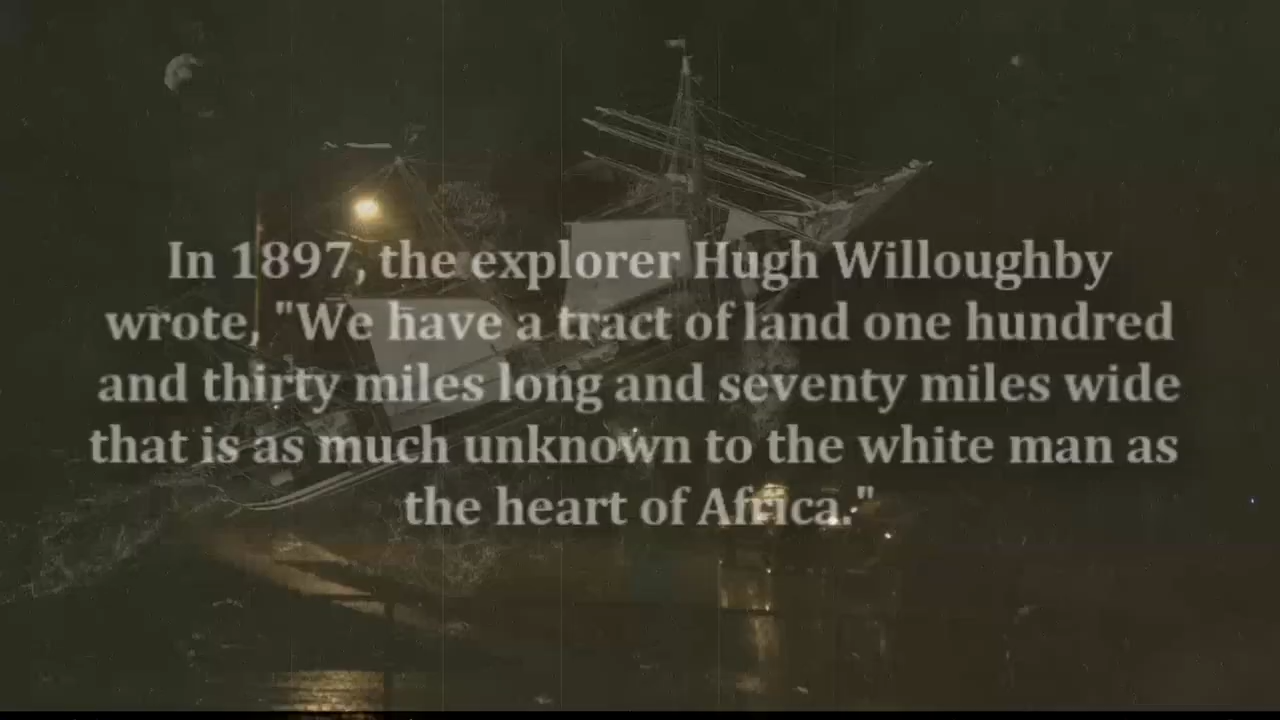 In 1897, the explorer Hugh Willoughby
wrote, "We have a tract of land one hundred
and thirty miles long and seventy miles wide
that is as much unknown to the white man as
the heart of Africa."